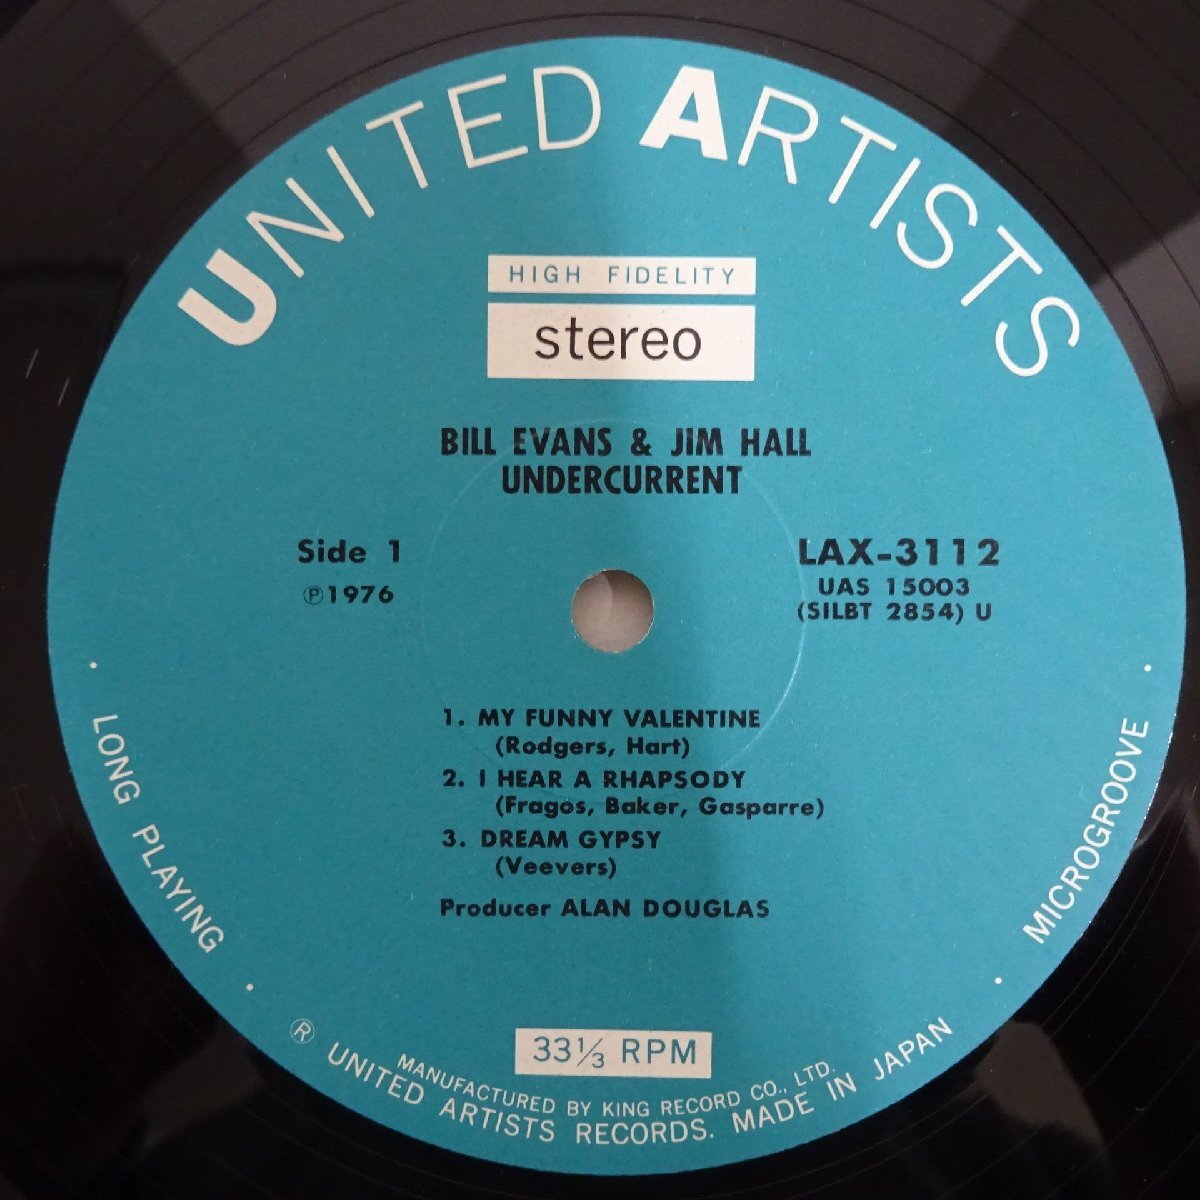 UNITED ARTISTS
HIGH FIDELITY
stereo
BILL EVANS & JIM HALL
UNDERCURRENT
Side 1
Ⓟ1976
LAX-3112
UAS 15003
(SILBT 2854) U
1. MY FUNNY VALENTINE
(Rodgers, Hart)
2. I HEAR A RHAPSODY
(Fragos, Baker, Gasparre)
3. DREAM GYPSY
(Veevers)
Producer ALAN DOUGLAS
· LONG PLAYING ·
· MICROGROOVE ·
33⅓ RPM
MANUFACTURED BY KING RECORD CO., LTD.
® UNITED ARTISTS RECORDS. MADE IN JAPAN